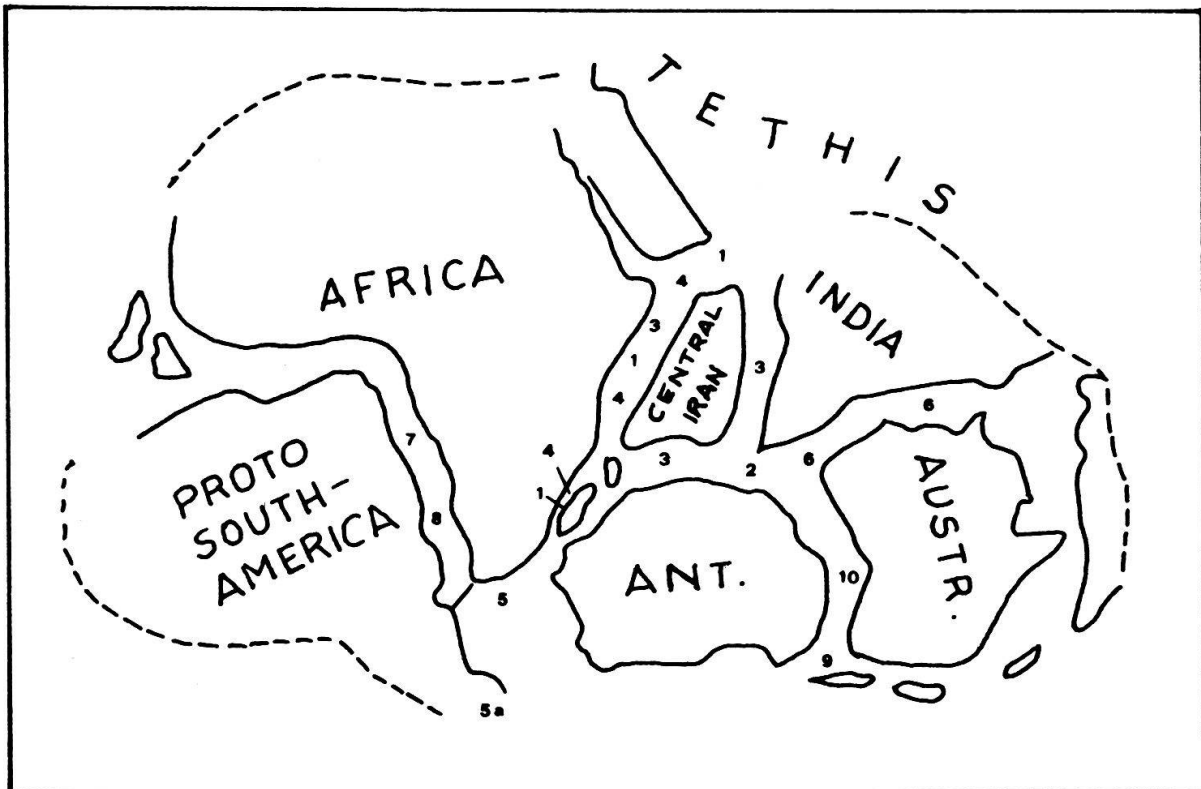 TETHIS
AFRICA
INDIA
CENTRAL
IRAN
PROTO
SOUTH-
AMERICA
ANT.
AUSTR.
1
4
3
1
4
3
6
3
2
6
4
1
7
8
5
10
9
5a